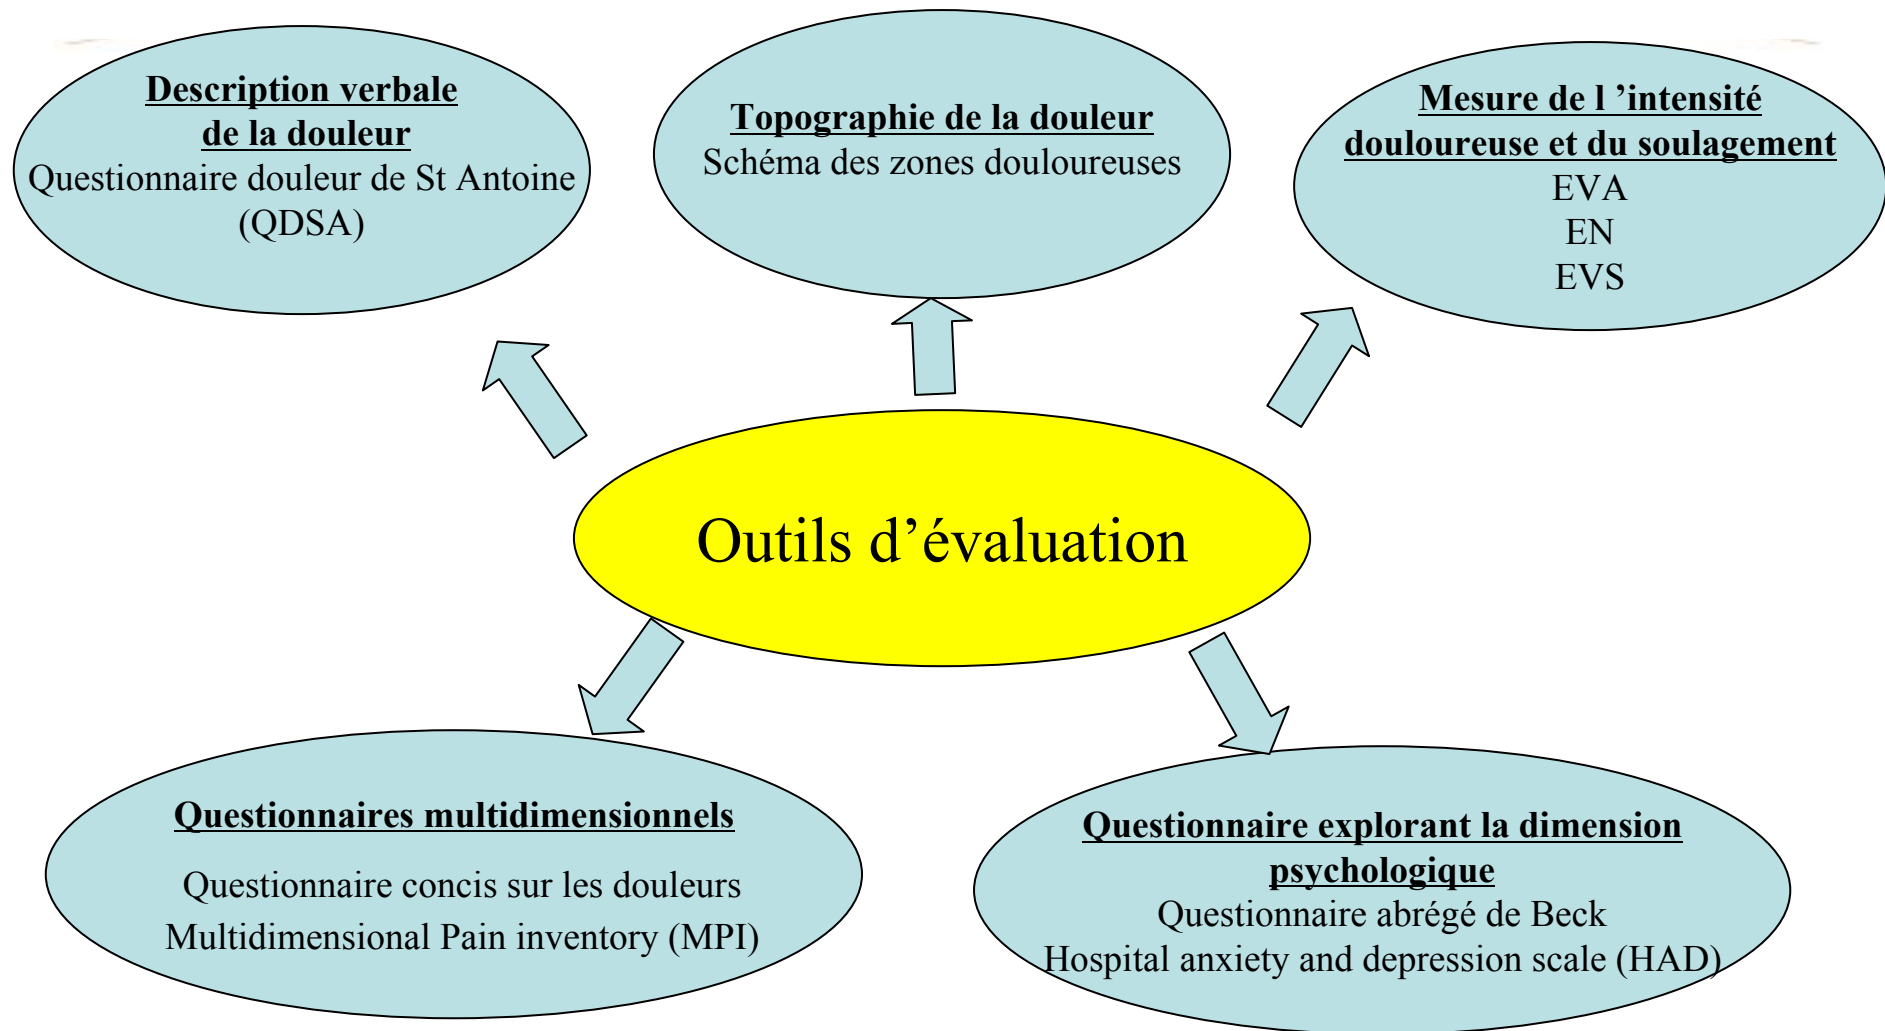 Description verbale
de la douleur
Questionnaire douleur de St Antoine
(QDSA)
Topographie de la douleur
Schéma des zones douloureuses
Mesure de l ’intensité
douloureuse et du soulagement
EVA
EN
EVS
Outils d’évaluation
Questionnaires multidimensionnels
Questionnaire concis sur les douleurs
Multidimensional Pain inventory (MPI)
Questionnaire explorant la dimension
psychologique
Questionnaire abrégé de Beck
Hospital anxiety and depression scale (HAD)